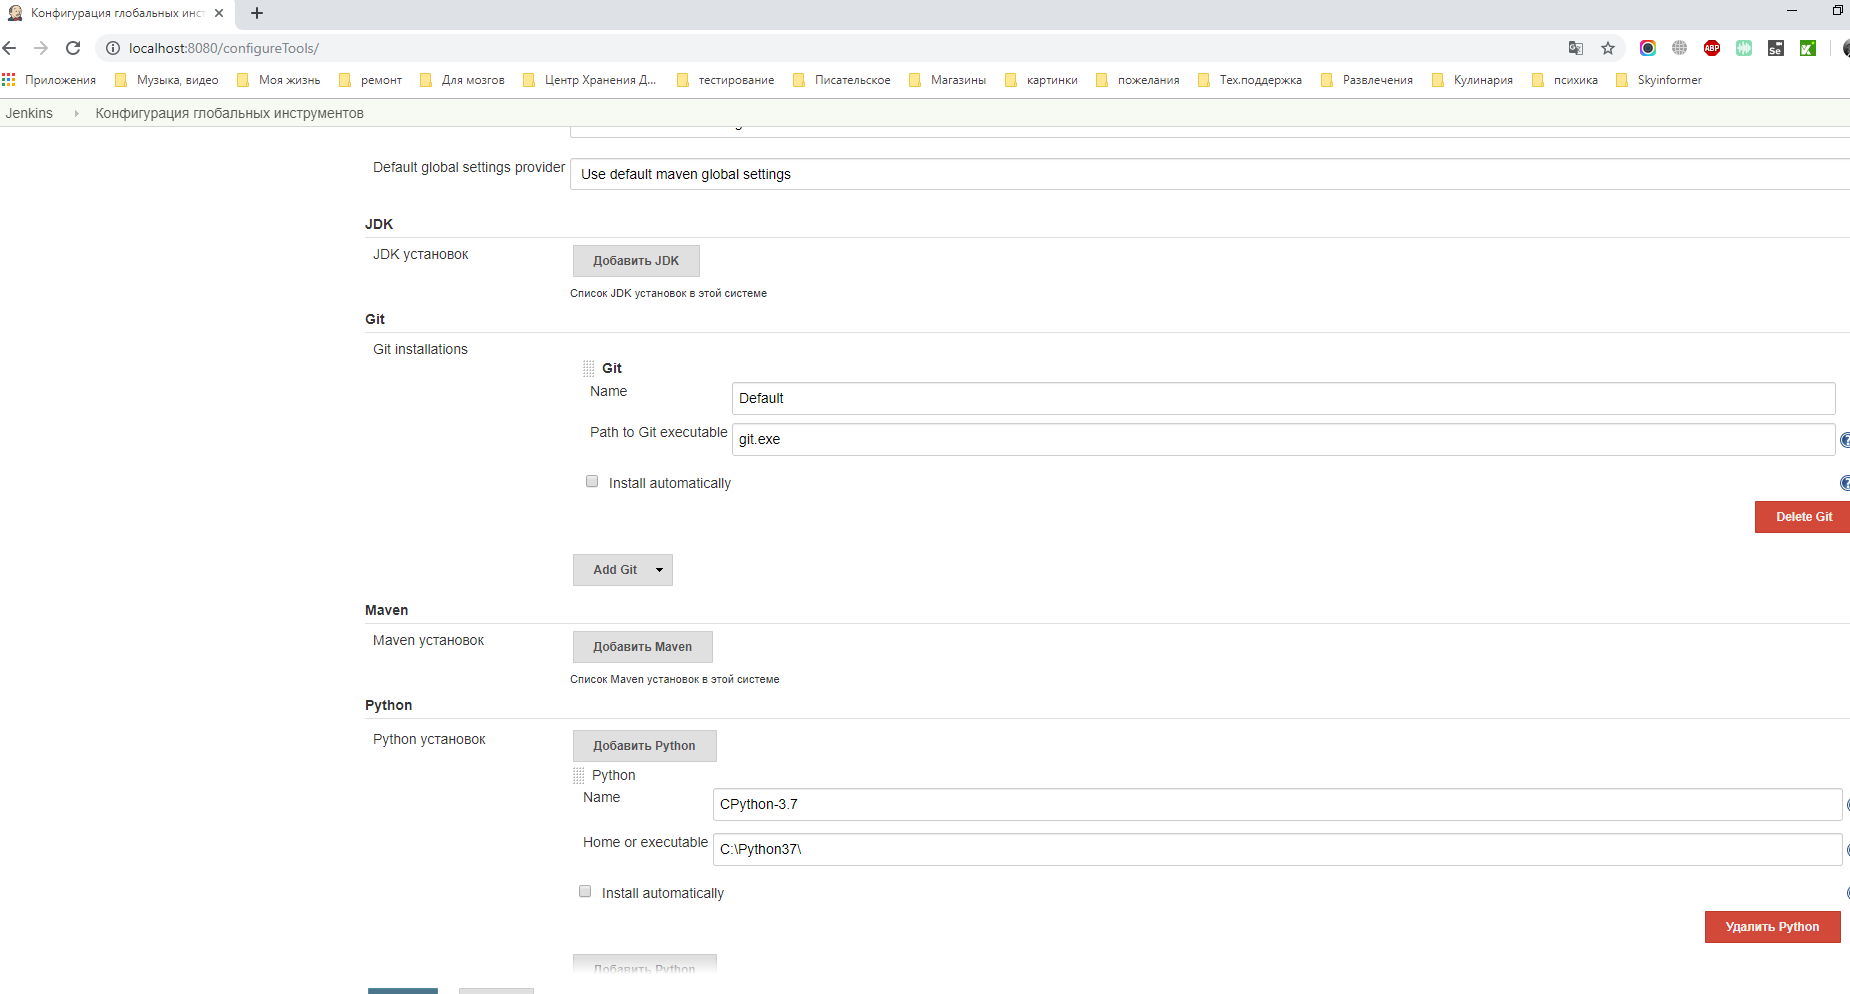 Конфигурация глобальных инст
localhost:8080/configureTools/
Приложения Музыка, видео Моя жизнь ремонт Для мозгов Центр Хранения Д... тестирование Писательское Магазины картинки пожелания Тех.поддержка Развлечения Кулинария психика Skyinformer
Jenkins Конфигурация глобальных инструментов
Default global settings provider Use default maven global settings
JDK
JDK установок Добавить JDK
Список JDK установок в этой системе
Git
Git installations
Git
Name Default
Path to Git executable git.exe
Install automatically
Delete Git
Add Git
Maven
Maven установок Добавить Maven
Список Maven установок в этой системе
Python
Python установок Добавить Python
Python
Name CPython-3.7
Home or executable C:\Python37\
Install automatically
Удалить Python
Добавить Python